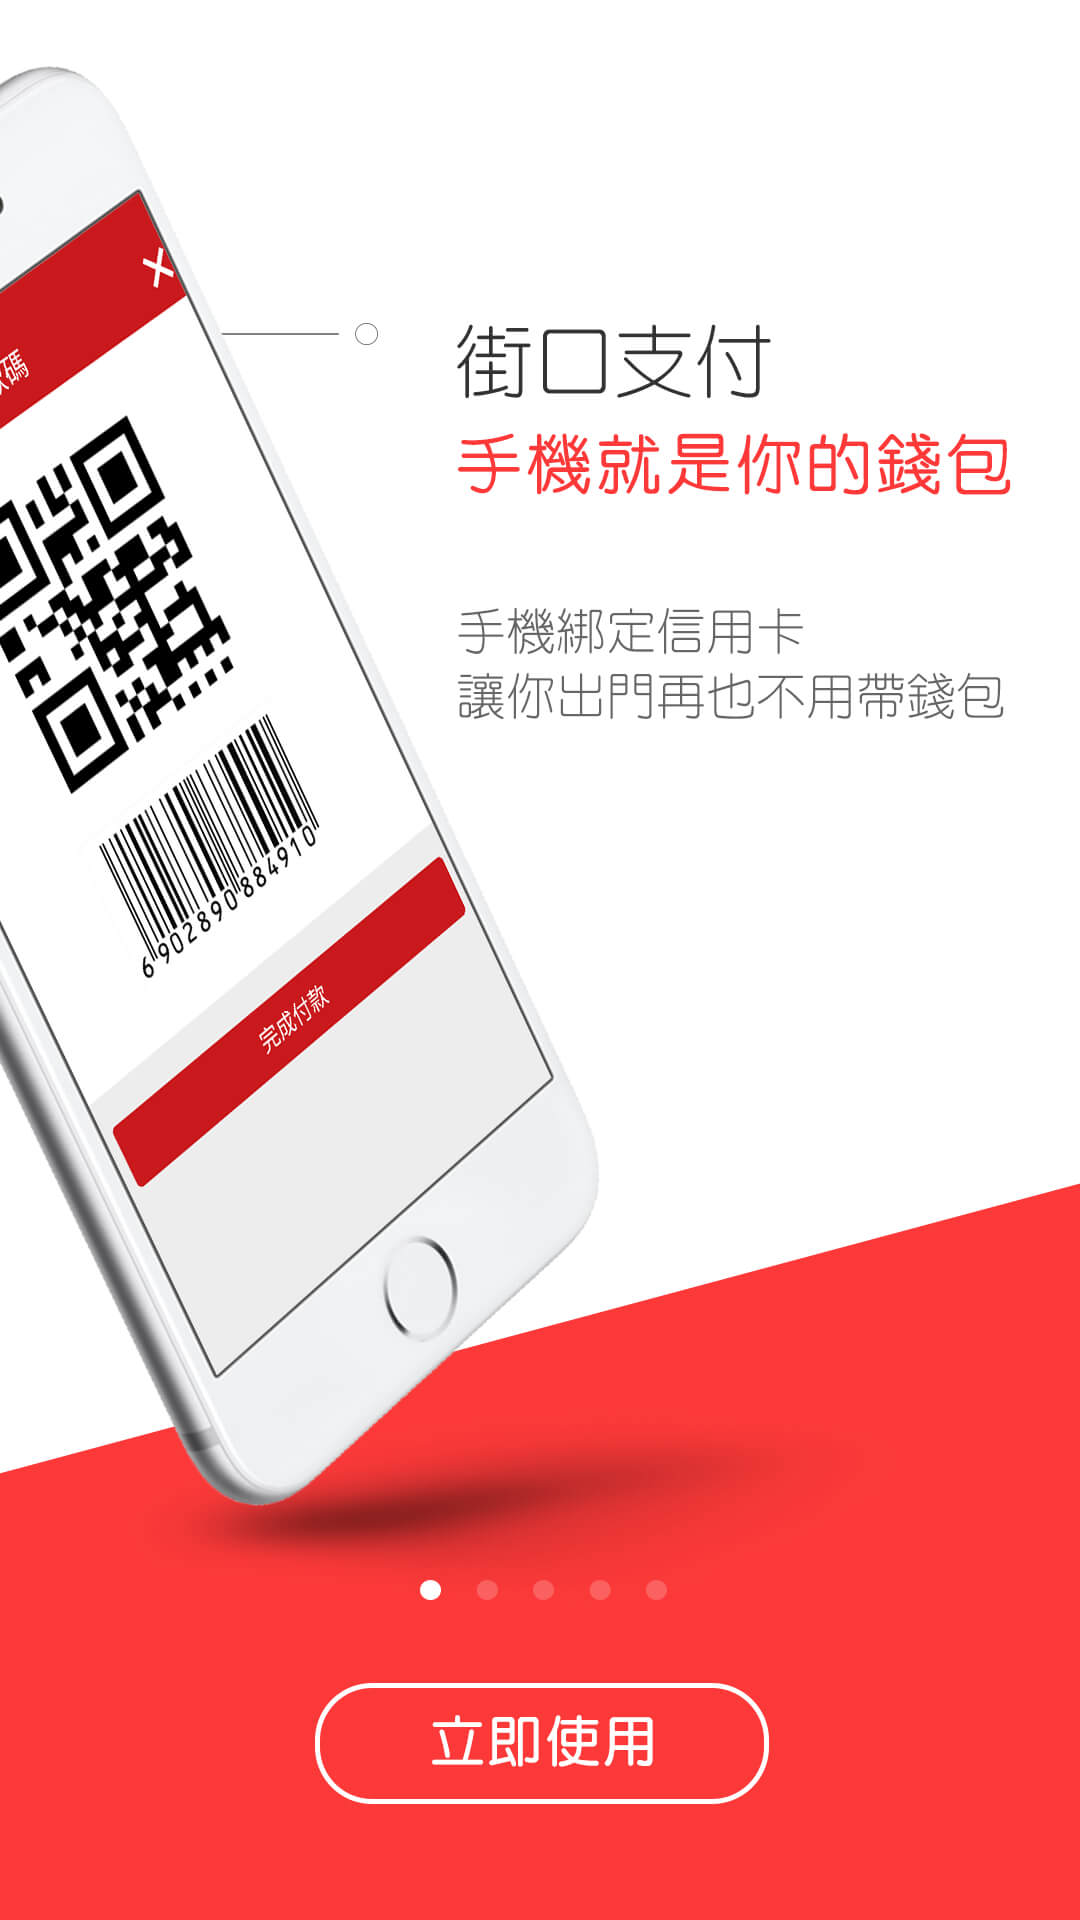 街口支付
手機就是你的錢包
手機綁定信用卡
讓你出門再也不用帶錢包
碼
6902890884910
完成付款
立即使用